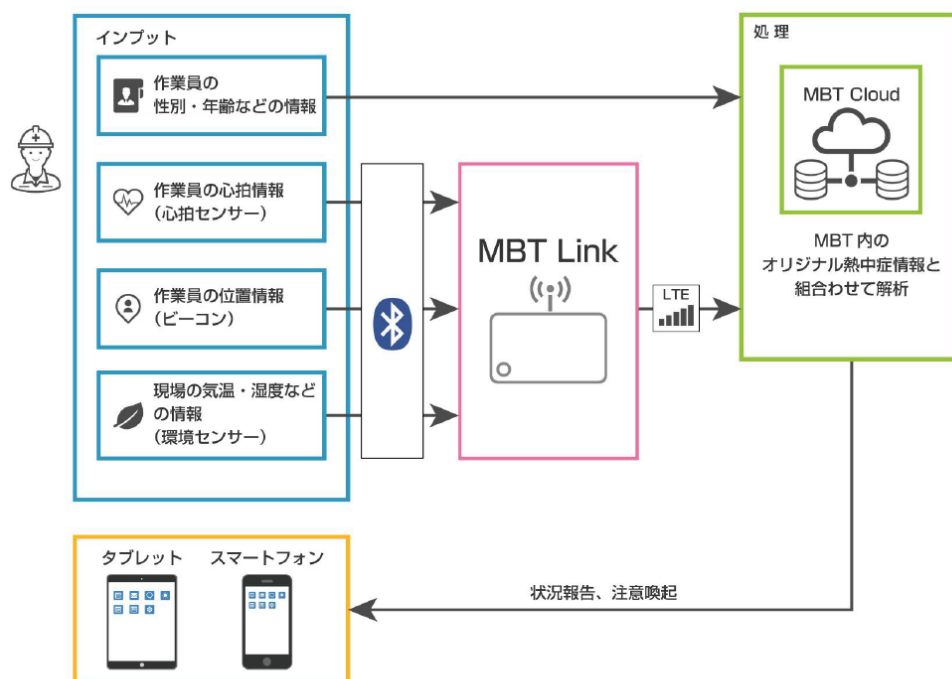 インプット
作業員の
性別・年齢などの情報
作業員の心拍情報
（心拍センサー）
作業員の位置情報
（ビーコン）
現場の気温・湿度など
の情報
（環境センサー）
MBT Link
LTE
処 理
MBT Cloud
MBT 内の
オリジナル熱中症情報と
組合わせて解析
状況報告、注意喚起
タブレット
スマートフォン